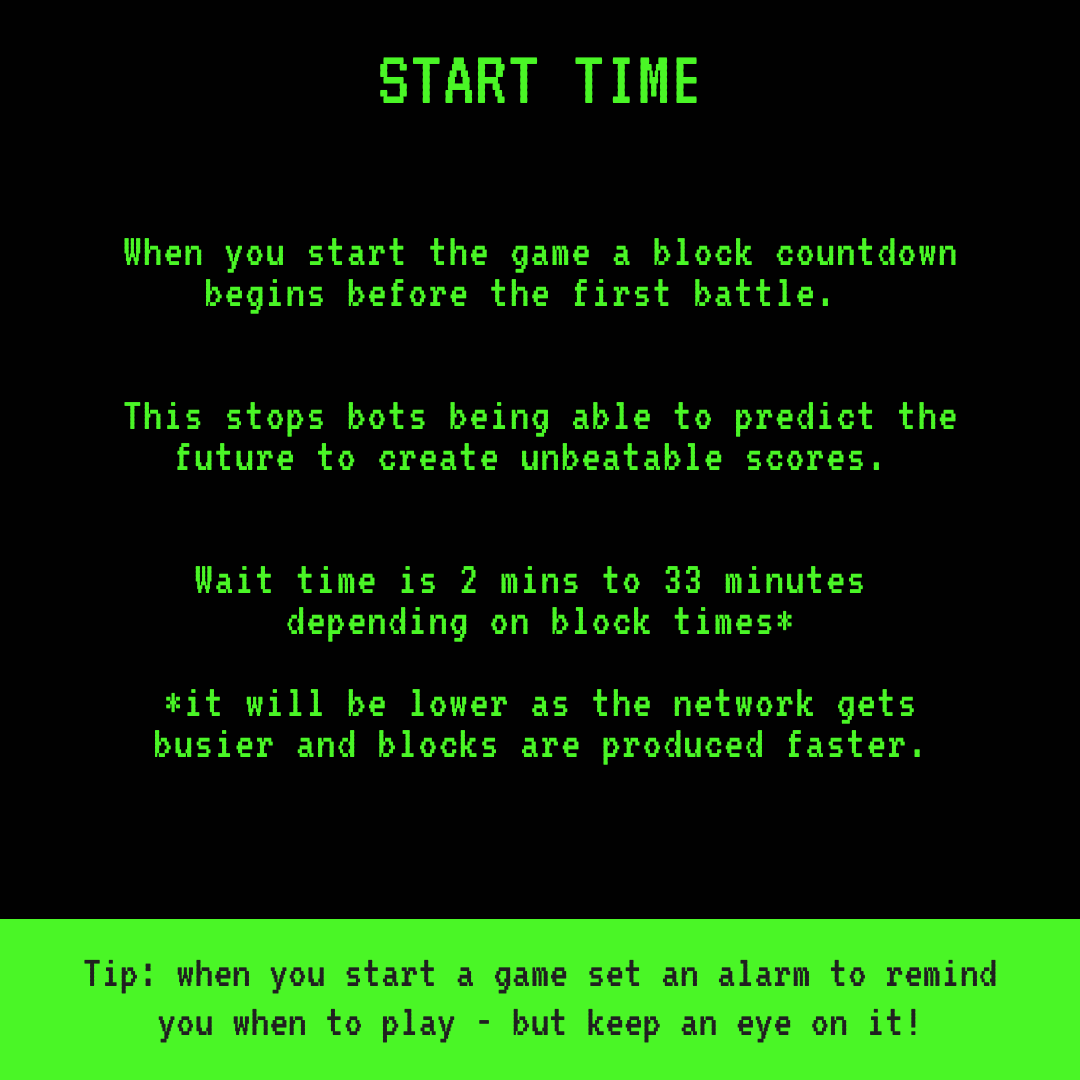 START TIME
When you start the game a block countdown
begins before the first battle.
This stops bots being able to predict the
future to create unbeatable scores.
Wait time is 2 mins to 33 minutes
depending on block times*
*it will be lower as the network gets
busier and blocks are produced faster.
Tip: when you start a game set an alarm to remind
you when to play - but keep an eye on it!